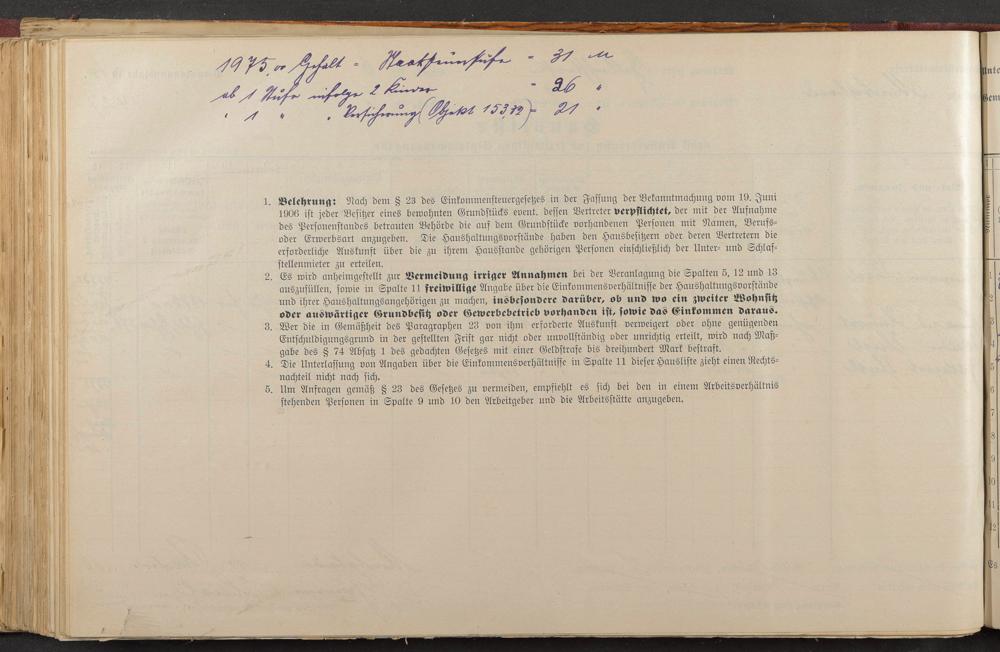 1975,00 Gehalt = Staatseinstufe = 31 M
ab 1 Stufe infolge 2 Kinder = 26 "
" 1 " " Versicherung (Objekt 153,72) = 21 "
1. Belehrung: Nach dem § 23 des Einkommensteuergesetzes in der Fassung der Bekanntmachung vom 19. Juni
1906 ist jeder Besitzer eines bewohnten Grundstücks event. dessen Vertreter verpflichtet, der mit der Aufnahme
des Personenstandes betrauten Behörde die auf dem Grundstücke vorhandenen Personen mit Namen, Berufs-
oder Erwerbsart anzugeben. Die Haushaltungsvorstände haben den Hausbesitzern oder deren Vertretern die
erforderliche Auskunft über die zu ihrem Hausstande gehörigen Personen einschließlich der Unter- und Schlaf-
stellenmieter zu erteilen.
2. Es wird anheimgestellt zur Vermeidung irriger Annahmen bei der Veranlagung die Spalten 5, 12 und 13
auszufüllen, sowie in Spalte 11 freiwillige Angabe über die Einkommensverhältnisse der Haushaltungsvorstände
und ihrer Haushaltungsangehörigen zu machen, insbesondere darüber, ob und wo ein zweiter Wohnsitz
oder auswärtiger Grundbesitz oder Gewerbebetrieb vorhanden ist, sowie das Einkommen daraus.
3. Wer die in Gemäßheit des Paragraphen 23 von ihm erforderte Auskunft verweigert oder ohne genügenden
Entschuldigungsgrund in der gestellten Frist gar nicht oder unvollständig oder unrichtig erteilt, wird nach Maß-
gabe des § 74 Absatz 1 des gedachten Gesetzes mit einer Geldstrafe bis dreihundert Mark bestraft.
4. Die Unterlassung von Angaben über die Einkommensverhältnisse in Spalte 11 dieser Hausliste zieht einen Rechts-
nachteil nicht nach sich.
5. Um Anfragen gemäß § 23 des Gesetzes zu vermeiden, empfiehlt es sich bei den in einem Arbeitsverhältnis
stehenden Personen in Spalte 9 und 10 den Arbeitgeber und die Arbeitsstätte anzugeben.